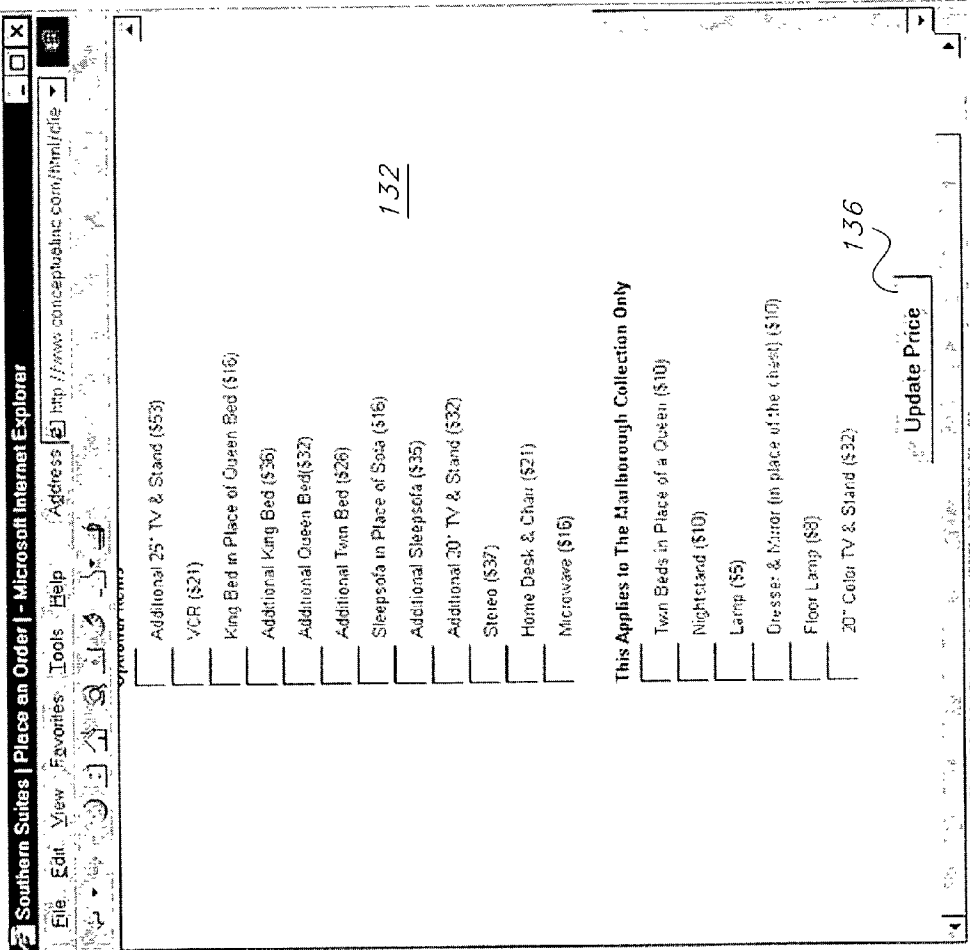 Southern Suites | Place an Order | - Microsoft Internet Explorer
File Edit View Favorites Tools Help Address http://www.conceptualinc.com/html/clie
Optional Items
Additional 25" TV & Stand ($53)
VCR ($21)
King Bed in Place of Queen Bed ($16)
Additional King Bed ($36)
Additional Queen Bed($32)
Additional Twin Bed ($26)
Sleepsofa in Place of Sofa ($16)
Additional Sleepsofa ($35)
Additional 20" TV & Stand ($32)
Stereo ($37)
Home Desk & Chair ($21)
Microwave ($16)
132
This Applies to The Marlborough Collection Only
Twin Beds in Place of a Queen ($10)
Nightstand ($10)
Lamp ($5)
Dresser & Mirror (in place of the chest) ($10)
Floor Lamp ($8)
20" Color TV & Stand ($32)
136
Update Price